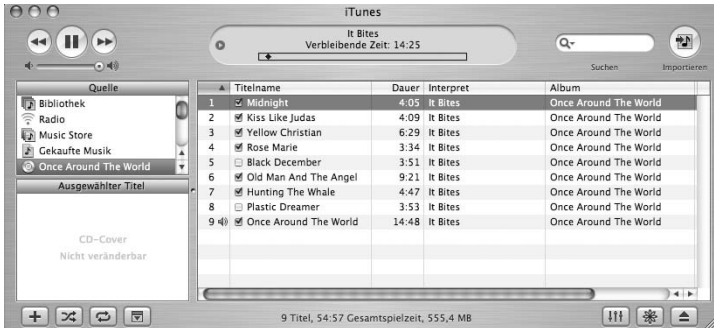 iTunes
It Bites
Verbleibende Zeit: 14:25
Suchen
Importieren
Quelle
Bibliothek
Radio
Music Store
Gekaufte Musik
Once Around The World
Ausgewählter Titel
CD-Cover
Nicht veränderbar
Titelname Dauer Interpret Album
1 Midnight 4:05 It Bites Once Around The World
2 Kiss Like Judas 4:09 It Bites Once Around The World
3 Yellow Christian 6:29 It Bites Once Around The World
4 Rose Marie 3:34 It Bites Once Around The World
5 Black December 3:51 It Bites Once Around The World
6 Old Man And The Angel 9:21 It Bites Once Around The World
7 Hunting The Whale 4:47 It Bites Once Around The World
8 Plastic Dreamer 3:53 It Bites Once Around The World
9 Once Around The World 14:48 It Bites Once Around The World
9 Titel, 54:57 Gesamtspielzeit, 555,4 MB